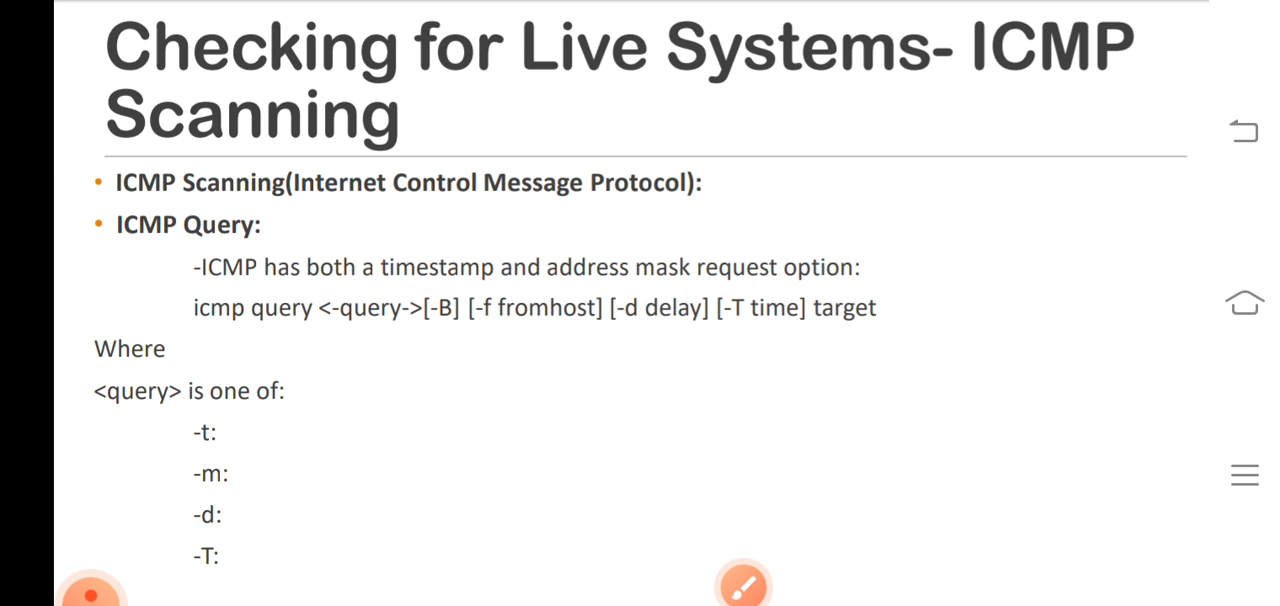 Checking for Live Systems- ICMP
Scanning
• ICMP Scanning(Internet Control Message Protocol):
• ICMP Query:
-ICMP has both a timestamp and address mask request option:
icmp query <-query->[-B] [-f fromhost] [-d delay] [-T time] target
Where
<query> is one of:
-t:
-m:
-d:
-T: